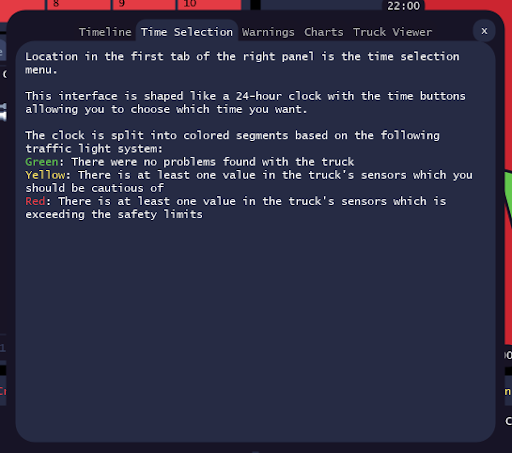 8 9 10 22:00
Timeline Time Selection Warnings Charts Truck Viewer x
Location in the first tab of the right panel is the time selection
menu.
This interface is shaped like a 24-hour clock with the time buttons
allowing you to choose which time you want.
The clock is split into colored segments based on the following
traffic light system:
Green: There were no problems found with the truck
Yellow: There is at least one value in the truck's sensors which you
should be cautious of
Red: There is at least one value in the truck's sensors which is
exceeding the safety limits